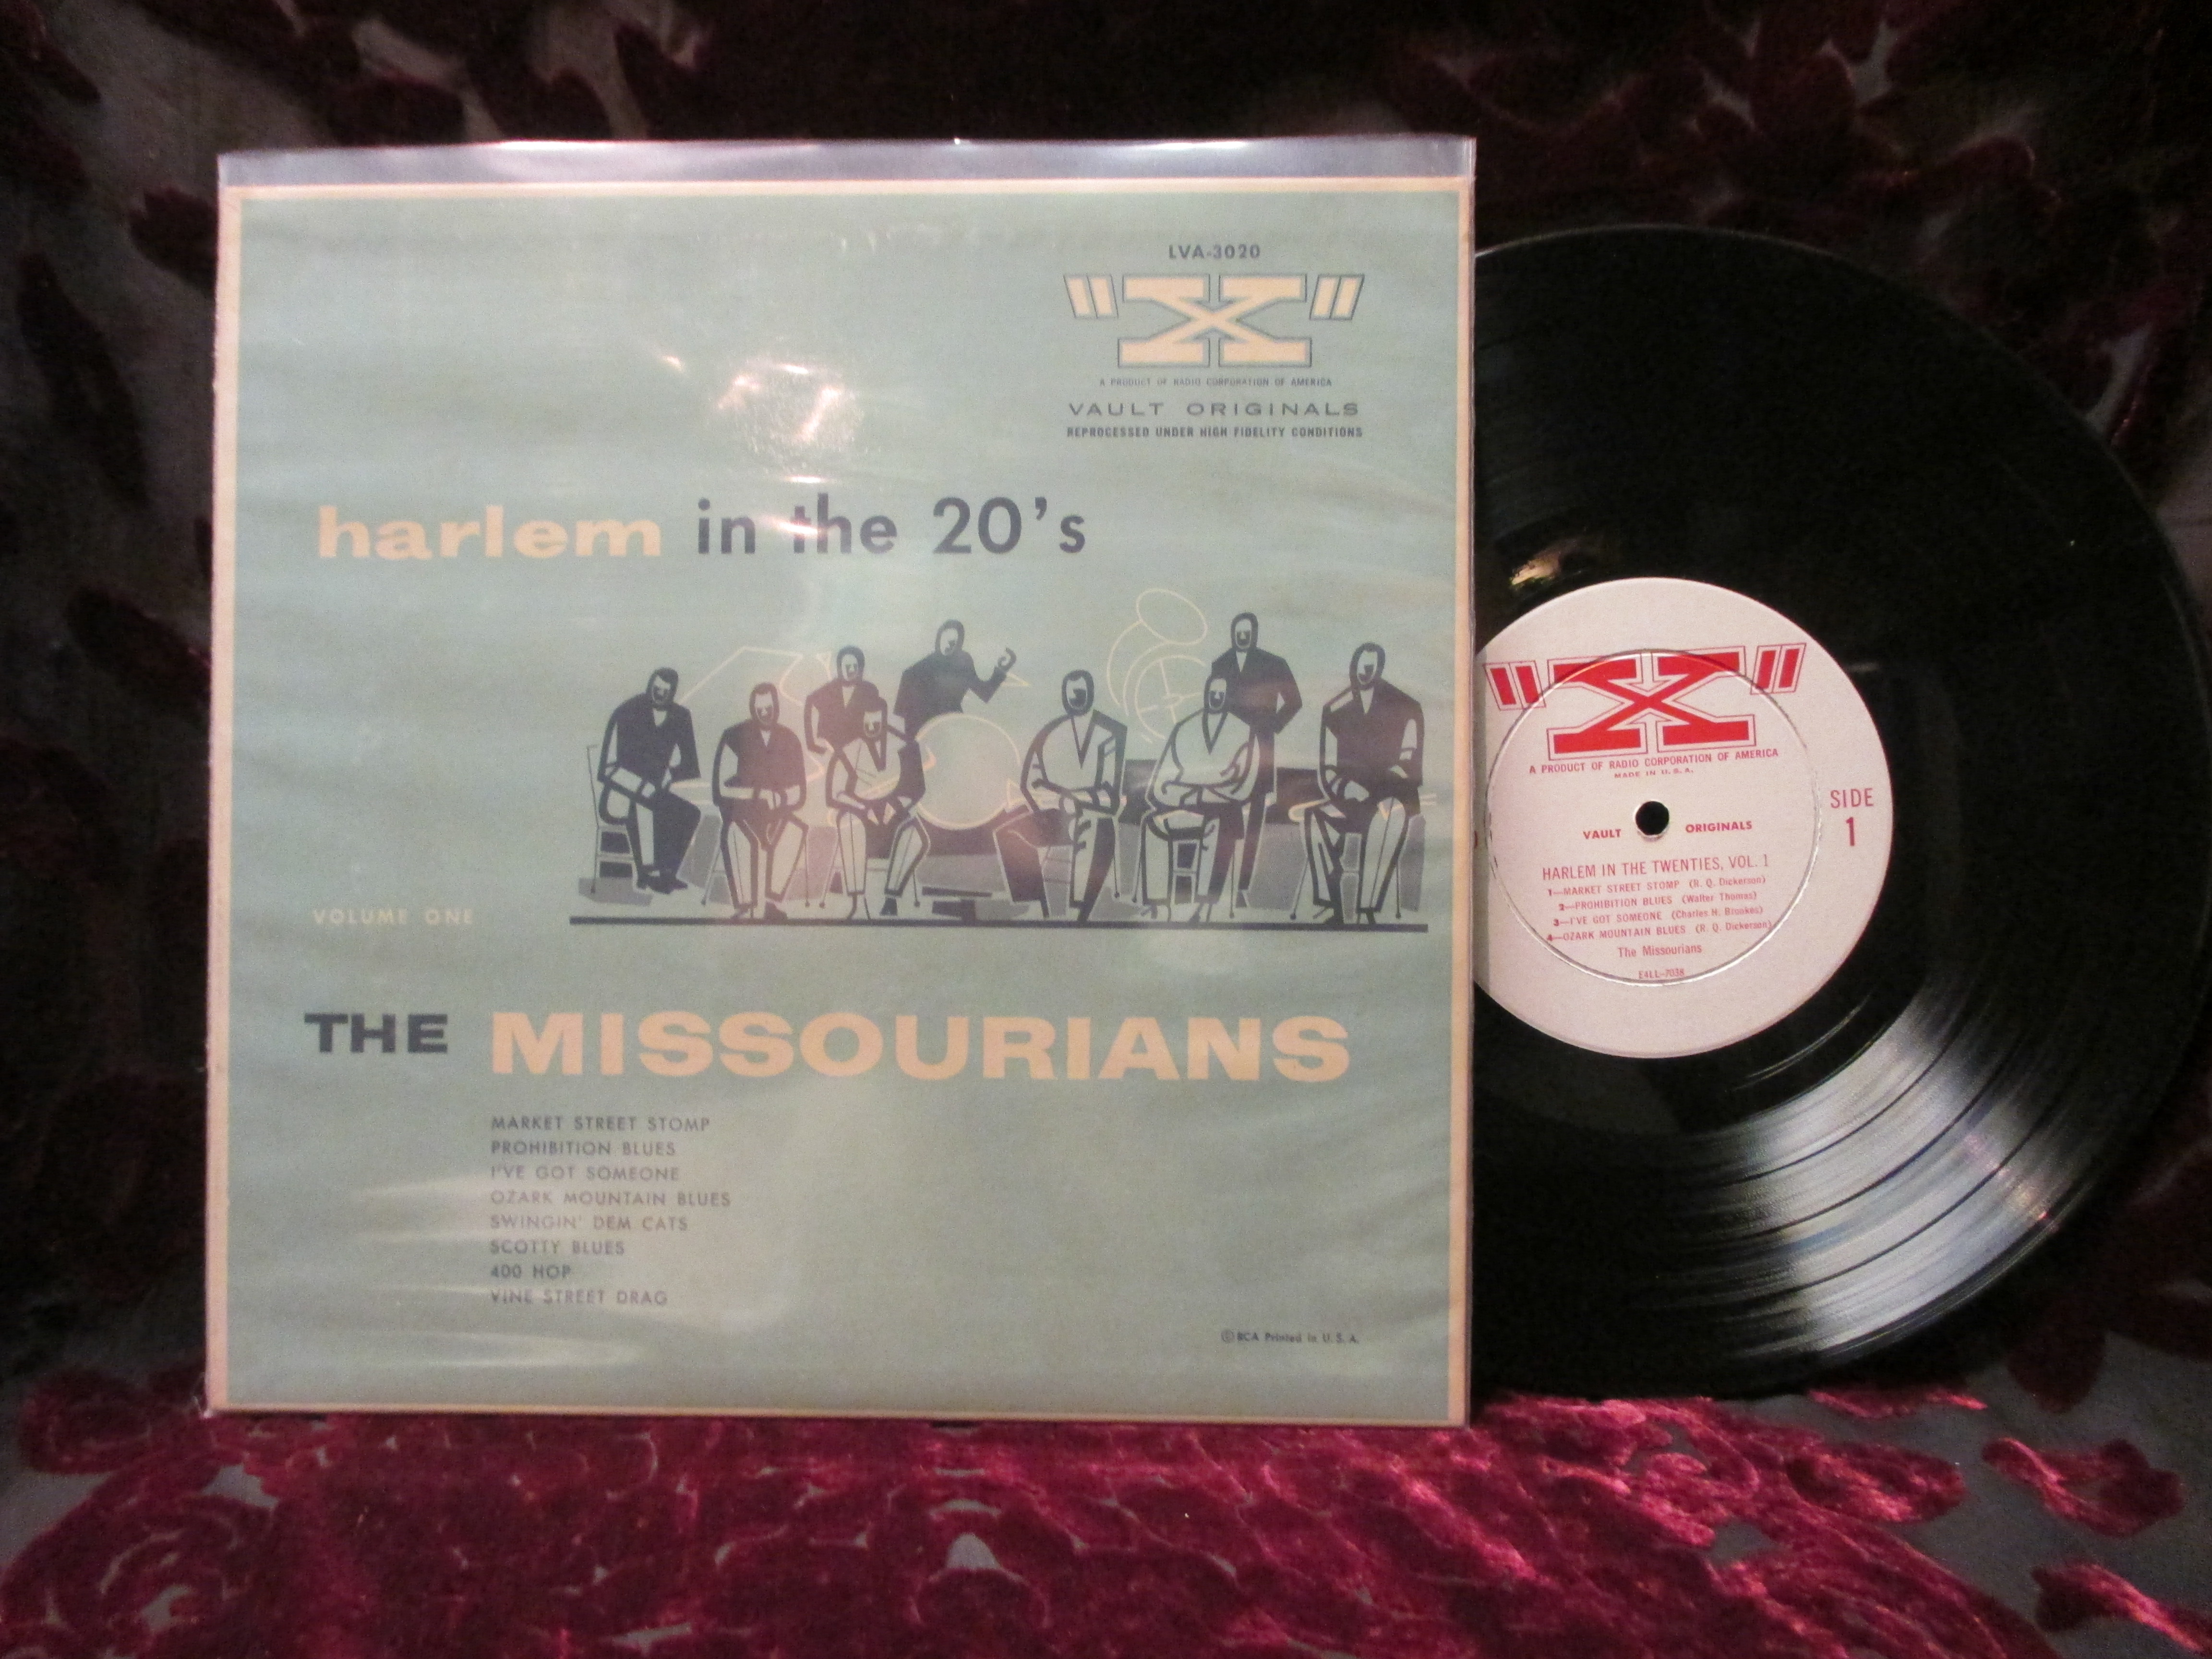 LVA-3020
"X"
A PRODUCT OF RADIO CORPORATION OF AMERICA
VAULT ORIGINALS
REPROCESSED UNDER HIGH FIDELITY CONDITIONS
harlem in the 20's
VOLUME ONE
THE MISSOURIANS
MARKET STREET STOMP
PROHIBITION BLUES
I'VE GOT SOMEONE
OZARK MOUNTAIN BLUES
SWINGIN' DEM CATS
SCOTTY BLUES
400 HOP
VINE STREET DRAG
© RCA Printed in U. S. A.
"X"
A PRODUCT OF RADIO CORPORATION OF AMERICA
MADE IN U. S. A.
SIDE
1
VAULT ORIGINALS
HARLEM IN THE TWENTIES, VOL. 1
1—MARKET STREET STOMP (R. Q. Dickerson)
2—PROHIBITION BLUES (Walter Thomas)
3—I'VE GOT SOMEONE (Charles H. Brookes)
4—OZARK MOUNTAIN BLUES (R. Q. Dickerson)
The Missourians
E4LL-7038